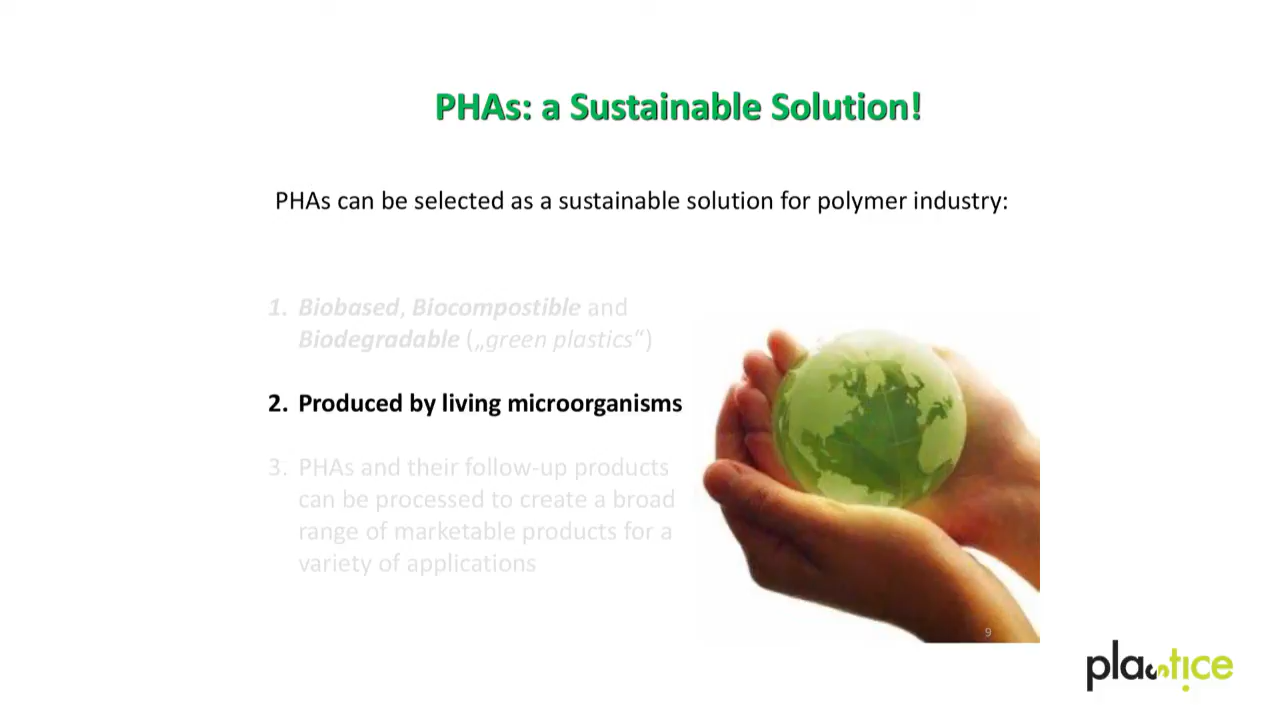 PHAs: a Sustainable Solution!
PHAs can be selected as a sustainable solution for polymer industry:
1. Biobased, Biocompostible and
Biodegradable („green plastics“)
2. Produced by living microorganisms
3. PHAs and their follow-up products
can be processed to create a broad
range of marketable products for a
variety of applications
9
plastice